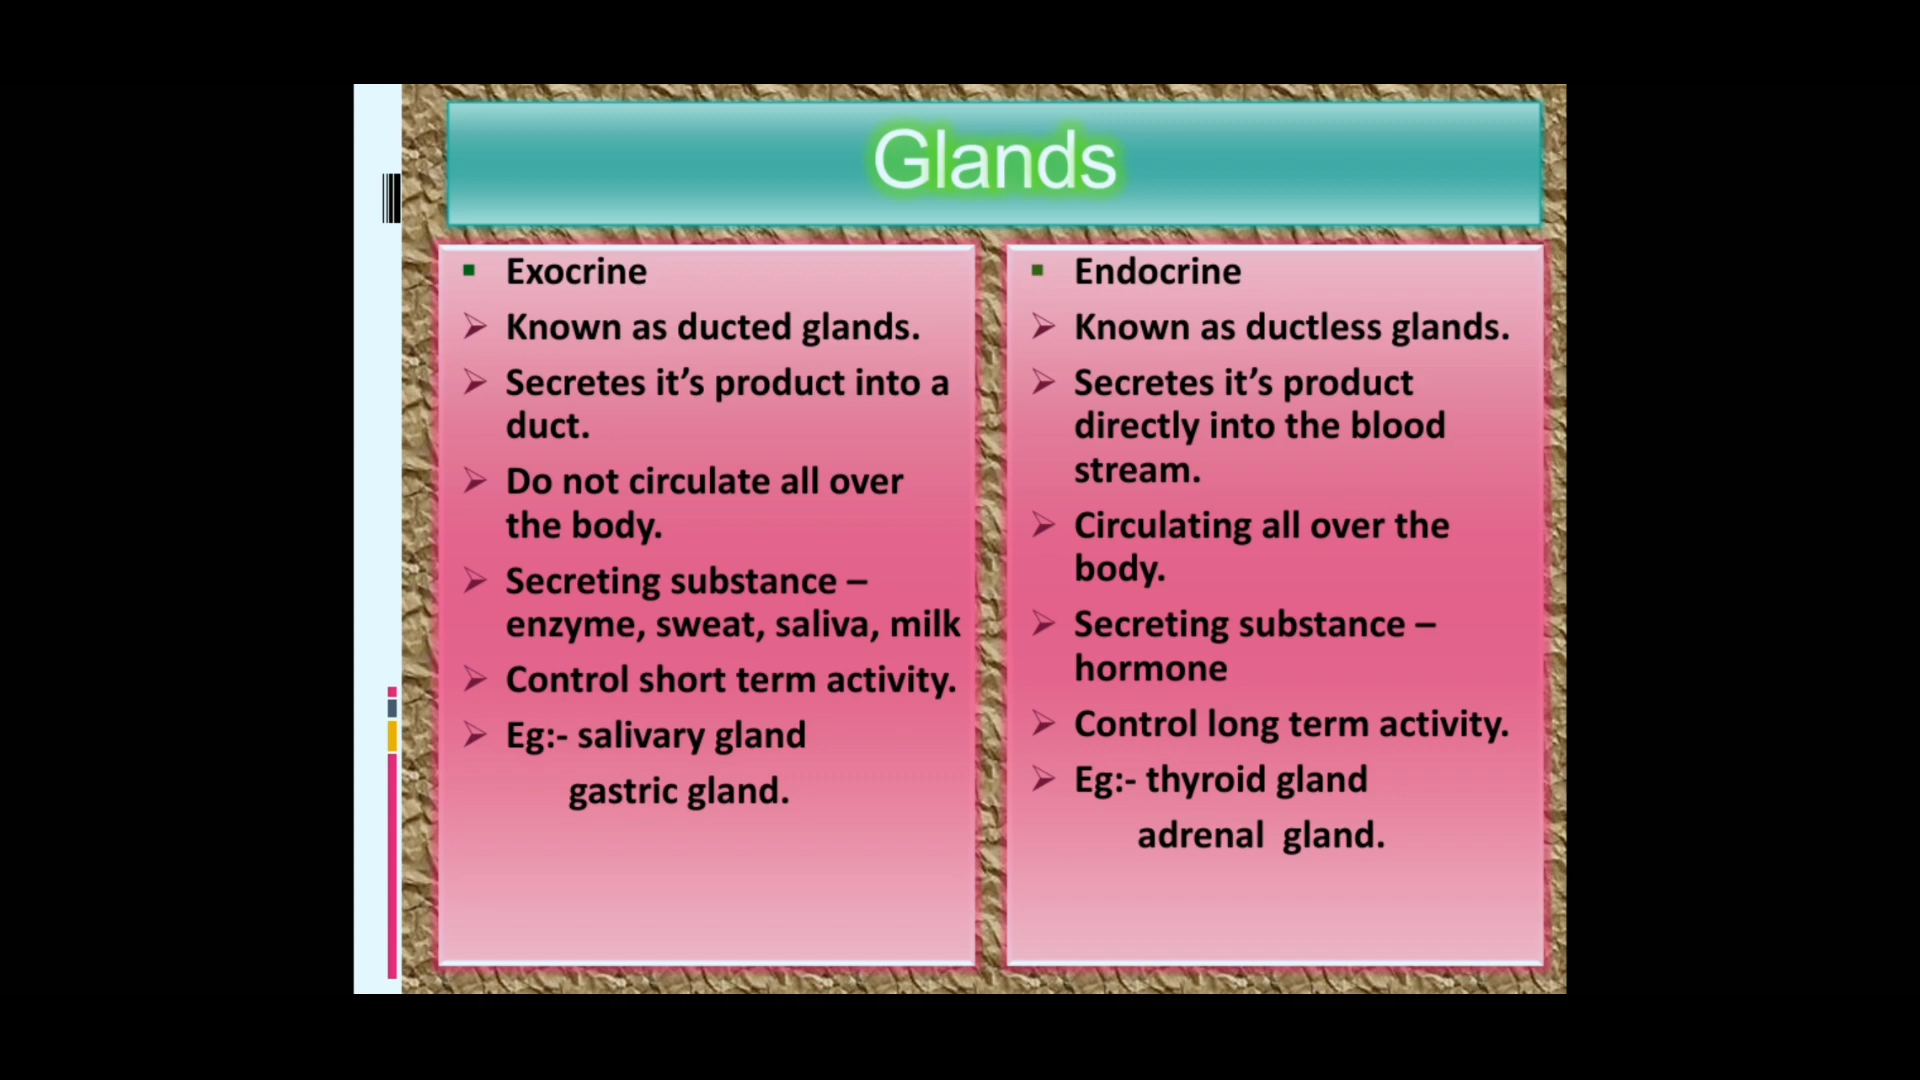 Glands
Exocrine
Known as ducted glands.
Secretes it’s product into a
duct.
Do not circulate all over
the body.
Secreting substance –
enzyme, sweat, saliva, milk
Control short term activity.
Eg:- salivary gland
gastric gland.
Endocrine
Known as ductless glands.
Secretes it’s product
directly into the blood
stream.
Circulating all over the
body.
Secreting substance –
hormone
Control long term activity.
Eg:- thyroid gland
adrenal  gland.